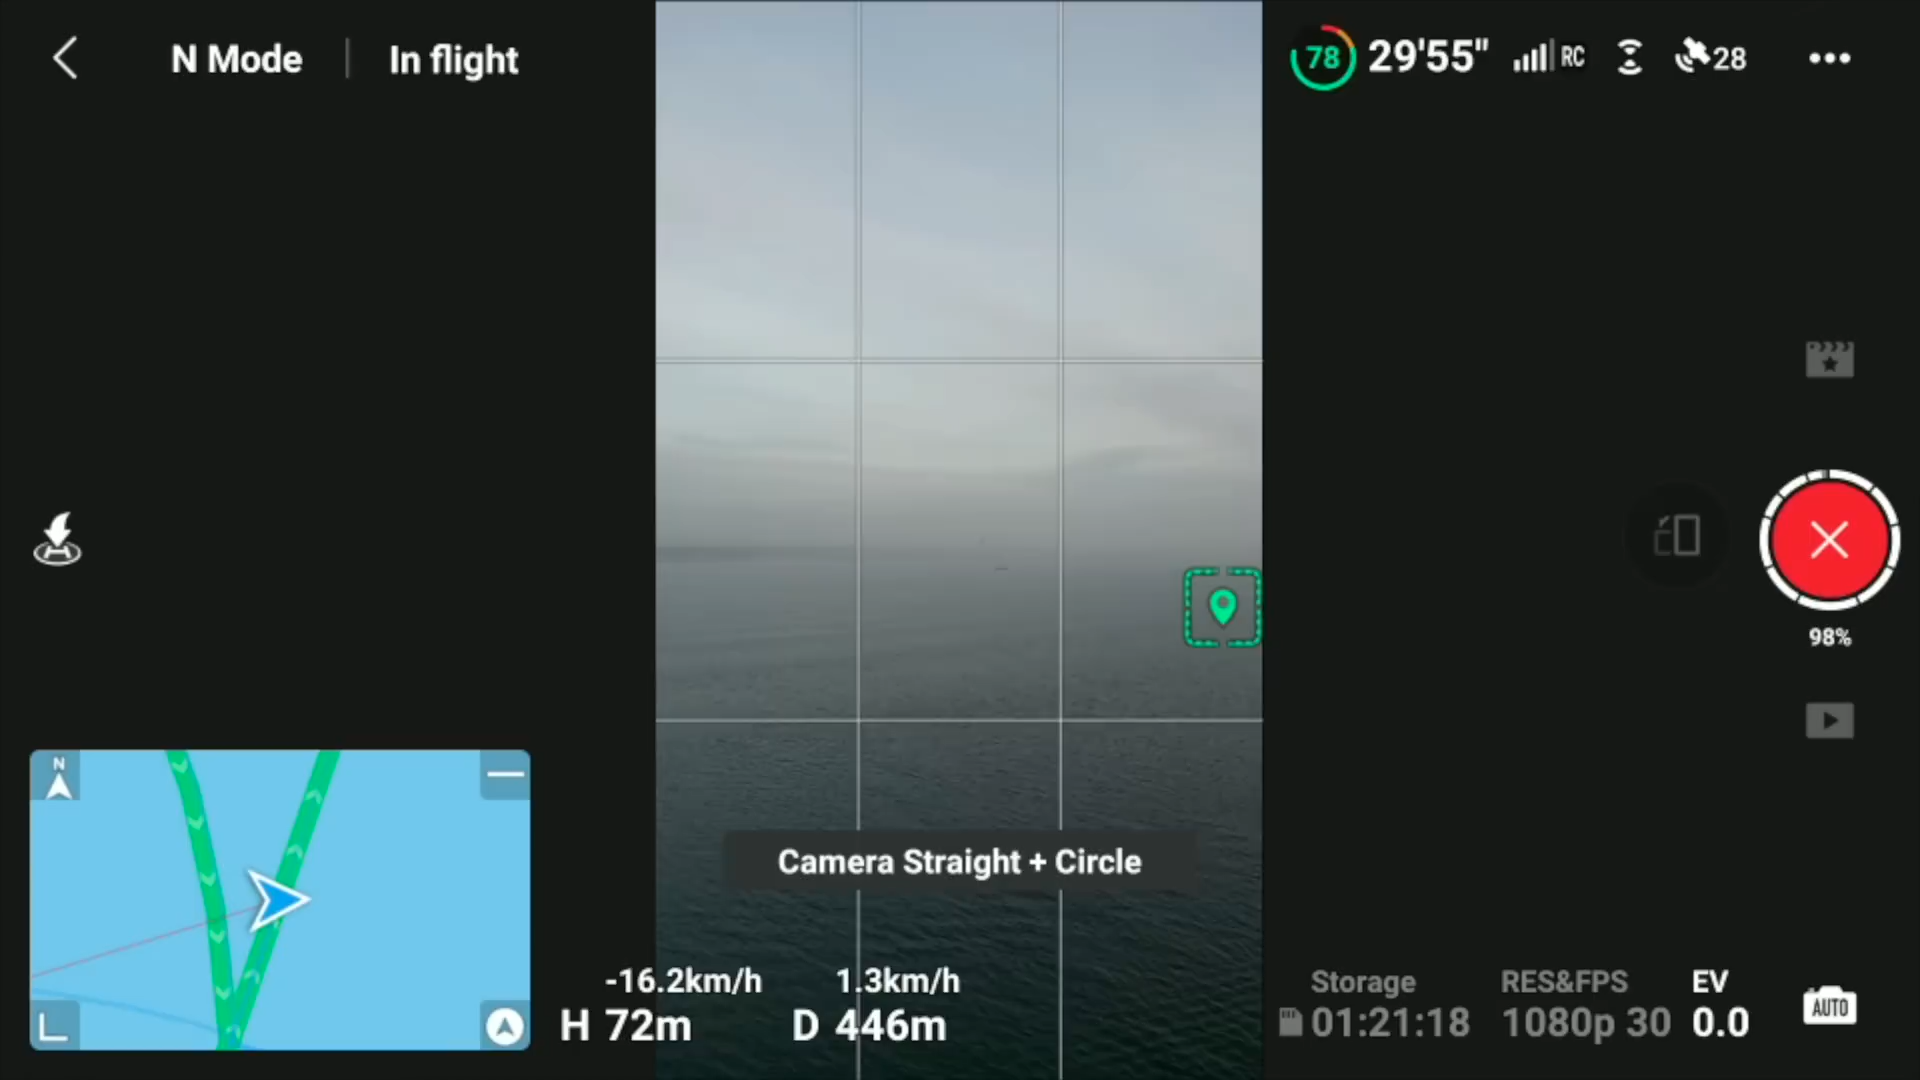 N Mode | In flight
78 29'55" RC 28
98%
N
Camera Straight + Circle
-16.2km/h 1.3km/h
H 72m D 446m
Storage RES&FPS EV
01:21:18 1080p 30 0.0
AUTO